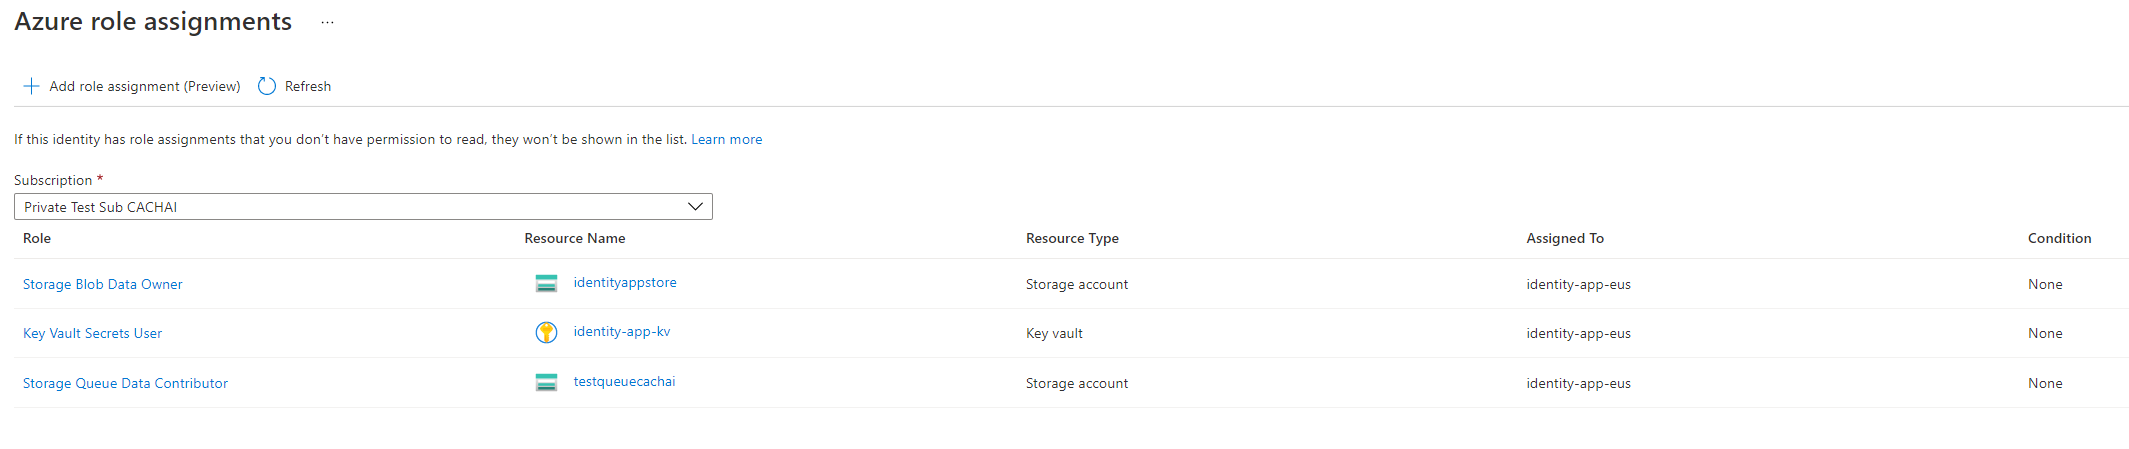 Azure role assignments ...
Add role assignment (Preview) Refresh
If this identity has role assignments that you don't have permission to read, they won't be shown in the list. Learn more
Subscription *
Private Test Sub CACHAI
Role Resource Name Resource Type Assigned To Condition
Storage Blob Data Owner identityappstore Storage account identity-app-eus None
Key Vault Secrets User identity-app-kv Key vault identity-app-eus None
Storage Queue Data Contributor testqueuecachai Storage account identity-app-eus None